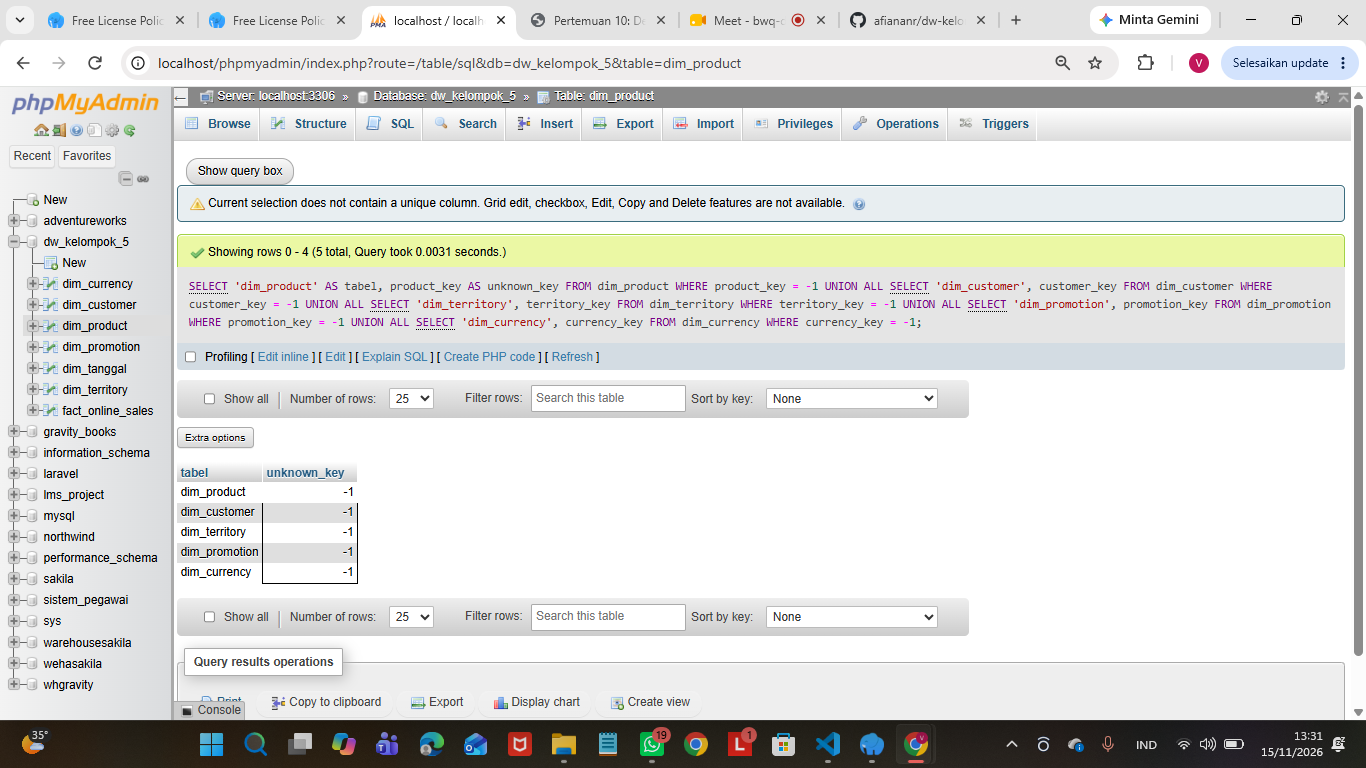 Free License Polic
Free License Polic
localhost / localh
Pertemuan 10: De
Meet - bwq-c
afianann/dw-kelo
Minta Gemini
localhost/phpmyadmin/index.php?route=/table/sql&db=dw_kelompok_5&table=dim_product
V
Selesaikan update
phpMyAdmin
Recent
Favorites
New
adventureworks
dw_kelompok_5
New
dim_currency
dim_customer
dim_product
dim_promotion
dim_tanggal
dim_territory
fact_online_sales
gravity_books
information_schema
laravel
lms_project
mysql
northwind
performance_schema
sakila
sistem_pegawai
sys
warehousesakila
wehasakila
whgravity
Server: localhost:3306 » Database: dw_kelompok_5 » Table: dim_product
Browse Structure SQL Search Insert Export Import Privileges Operations Triggers
Show query box
Current selection does not contain a unique column. Grid edit, checkbox, Edit, Copy and Delete features are not available.
Showing rows 0 - 4 (5 total, Query took 0.0031 seconds.)
SELECT 'dim_product' AS tabel, product_key AS unknown_key FROM dim_product WHERE product_key = -1 UNION ALL SELECT 'dim_customer', customer_key FROM dim_customer WHERE
customer_key = -1 UNION ALL SELECT 'dim_territory', territory_key FROM dim_territory WHERE territory_key = -1 UNION ALL SELECT 'dim_promotion', promotion_key FROM dim_promotion
WHERE promotion_key = -1 UNION ALL SELECT 'dim_currency', currency_key FROM dim_currency WHERE currency_key = -1;
Profiling [ Edit inline ] [ Edit ] [ Explain SQL ] [ Create PHP code ] [ Refresh ]
Show all Number of rows: 25 Filter rows: Search this table Sort by key: None
Extra options
tabel unknown_key
dim_product -1
dim_customer -1
dim_territory -1
dim_promotion -1
dim_currency -1
Show all Number of rows: 25 Filter rows: Search this table Sort by key: None
Query results operations
Print Copy to clipboard Export Display chart Create view
Console
35°
19
1
IND
13:31
15/11/2026